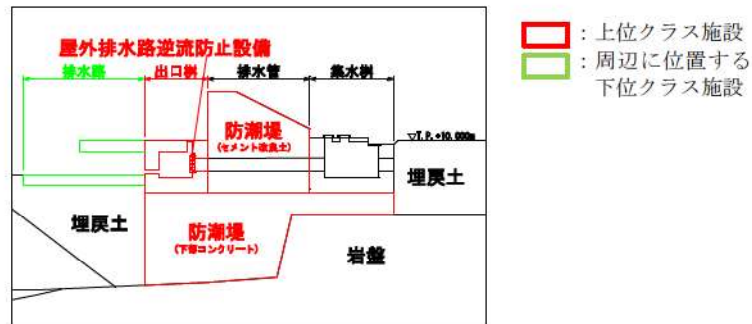 屋外排水路逆流防止設備
排水路
出口桝
排水管
集水桝
防潮堤
(セメント改良土)
▽T.P.+10.000m
埋戻土
埋戻土
防潮堤
(下部コンクリート)
岩盤
：上位クラス施設
：周辺に位置する
下位クラス施設